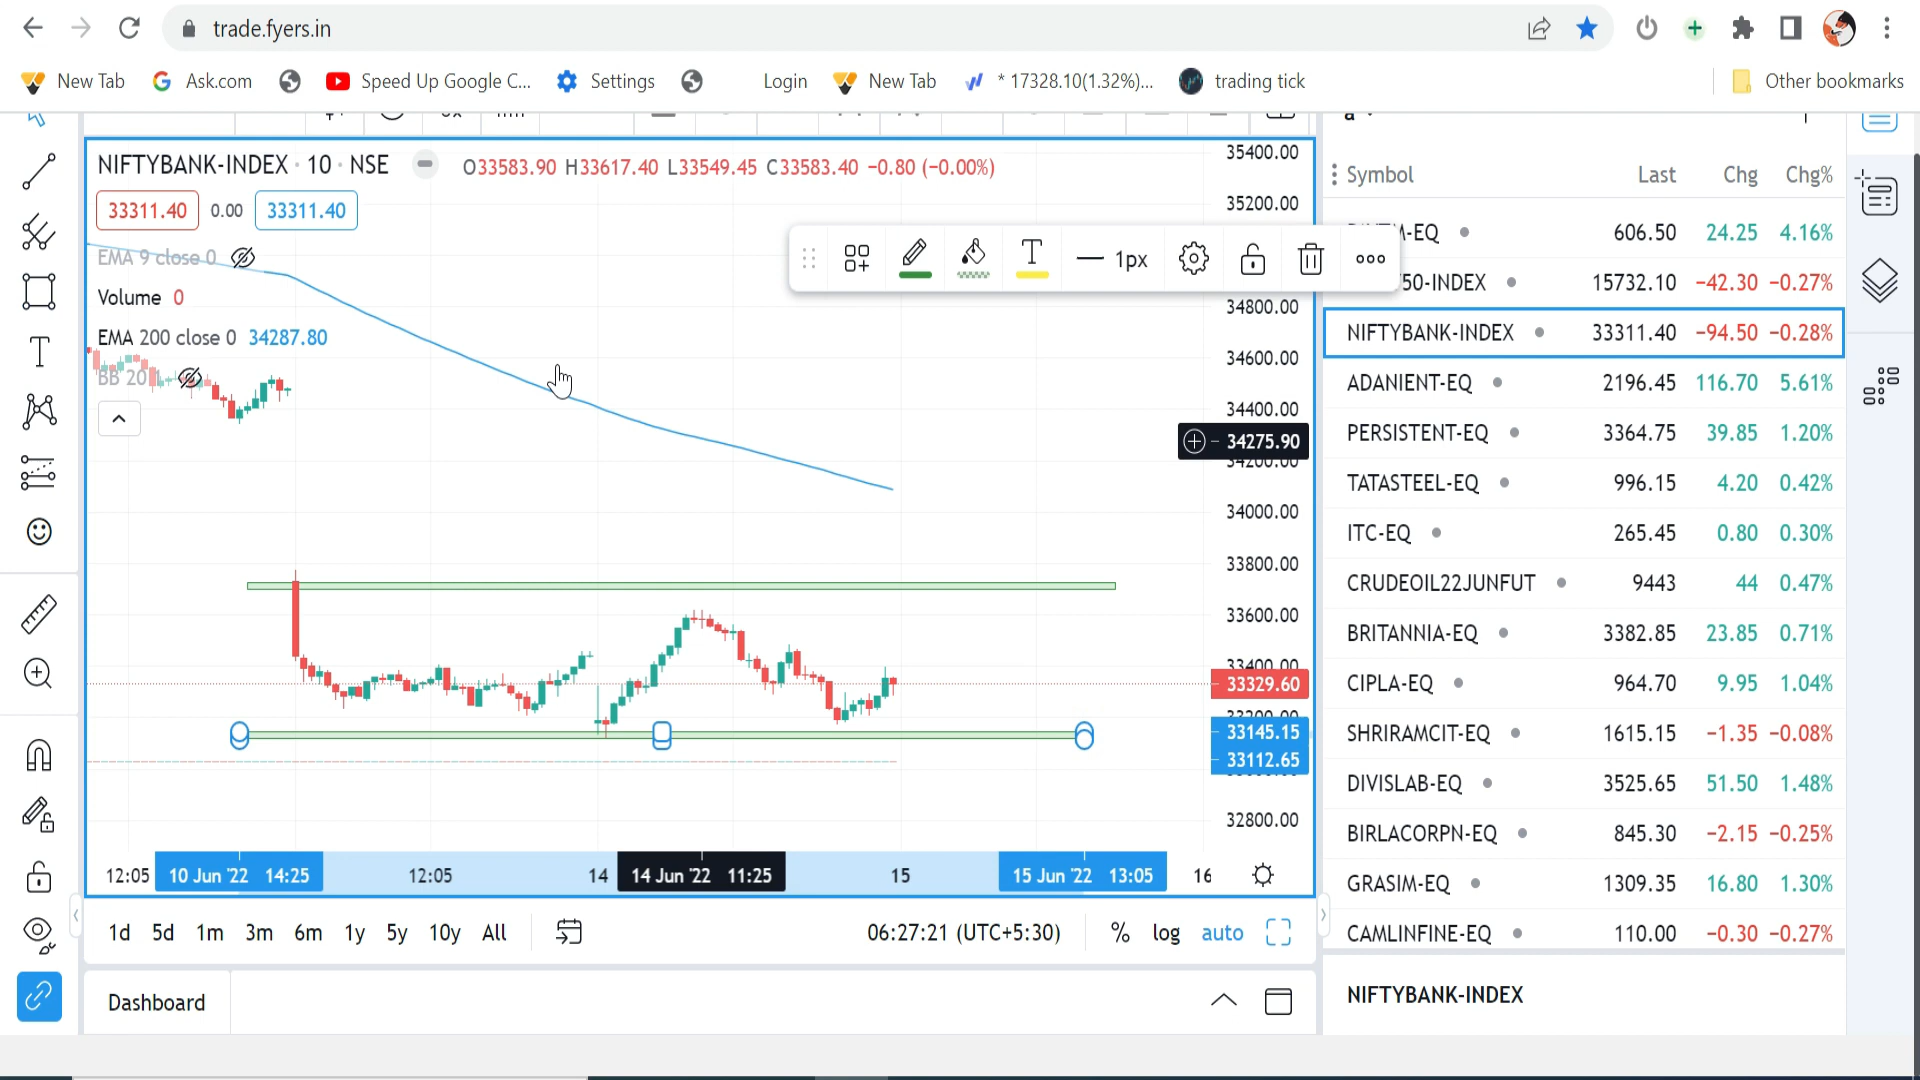 trade.fyers.in
New Tab Ask.com Speed Up Google C... Settings Login New Tab * 17328.10(1.32%)... trading tick Other bookmarks
NIFTYBANK-INDEX · 10 · NSE O33583.90 H33617.40 L33549.45 C33583.40 −0.80 (−0.00%)
33311.40 0.00 33311.40
EMA 9 close 0
Volume 0
EMA 200 close 0 34287.80
BB 20 1
T 1px
35400.00
35200.00
34800.00
34600.00
34400.00
34275.90
34200.00
34000.00
33800.00
33600.00
33400.00
33329.60
33200.00
33145.15
33112.65
32800.00
12:05 10 Jun '22 14:25 12:05 14 14 Jun '22 11:25 15 15 Jun '22 13:05 16
1d 5d 1m 3m 6m 1y 5y 10y All 06:27:21 (UTC+5:30) % log auto
Dashboard
Symbol Last Chg Chg%
-EQ 606.50 24.25 4.16%
50-INDEX 15732.10 −42.30 −0.27%
NIFTYBANK-INDEX 33311.40 −94.50 −0.28%
ADANIENT-EQ 2196.45 116.70 5.61%
PERSISTENT-EQ 3364.75 39.85 1.20%
TATASTEEL-EQ 996.15 4.20 0.42%
ITC-EQ 265.45 0.80 0.30%
CRUDEOIL22JUNFUT 9443 44 0.47%
BRITANNIA-EQ 3382.85 23.85 0.71%
CIPLA-EQ 964.70 9.95 1.04%
SHRIRAMCIT-EQ 1615.15 −1.35 −0.08%
DIVISLAB-EQ 3525.65 51.50 1.48%
BIRLACORPN-EQ 845.30 −2.15 −0.25%
GRASIM-EQ 1309.35 16.80 1.30%
CAMLINFINE-EQ 110.00 −0.30 −0.27%
NIFTYBANK-INDEX